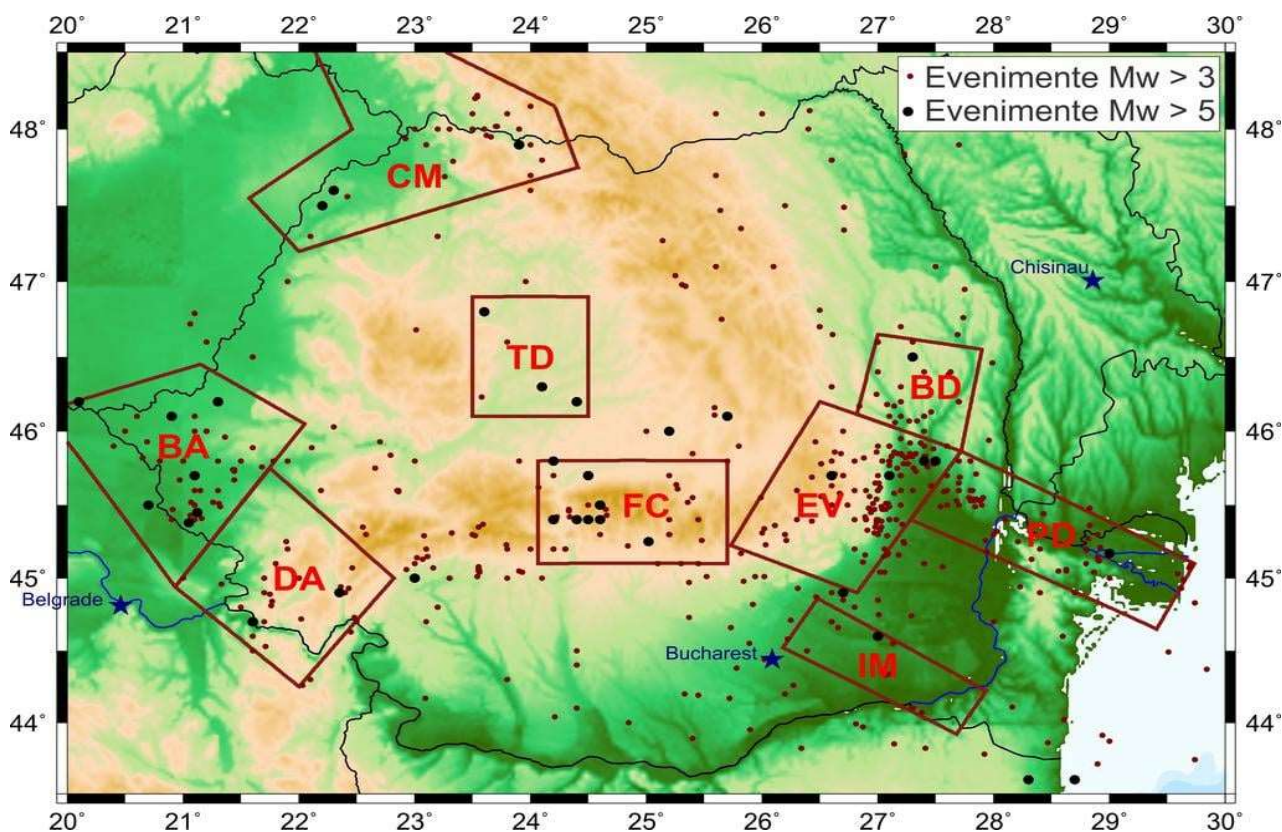 20° 21° 22° 23° 24° 25° 26° 27° 28° 29° 30°
Evenimente Mw > 3
Evenimente Mw > 5
48° 48°
CM
47° 47°
Chisinau
TD
BD
46° 46°
BA
FC
EV
PD
DA
45° 45°
Belgrade
Bucharest
IM
44° 44°
20° 21° 22° 23° 24° 25° 26° 27° 28° 29° 30°